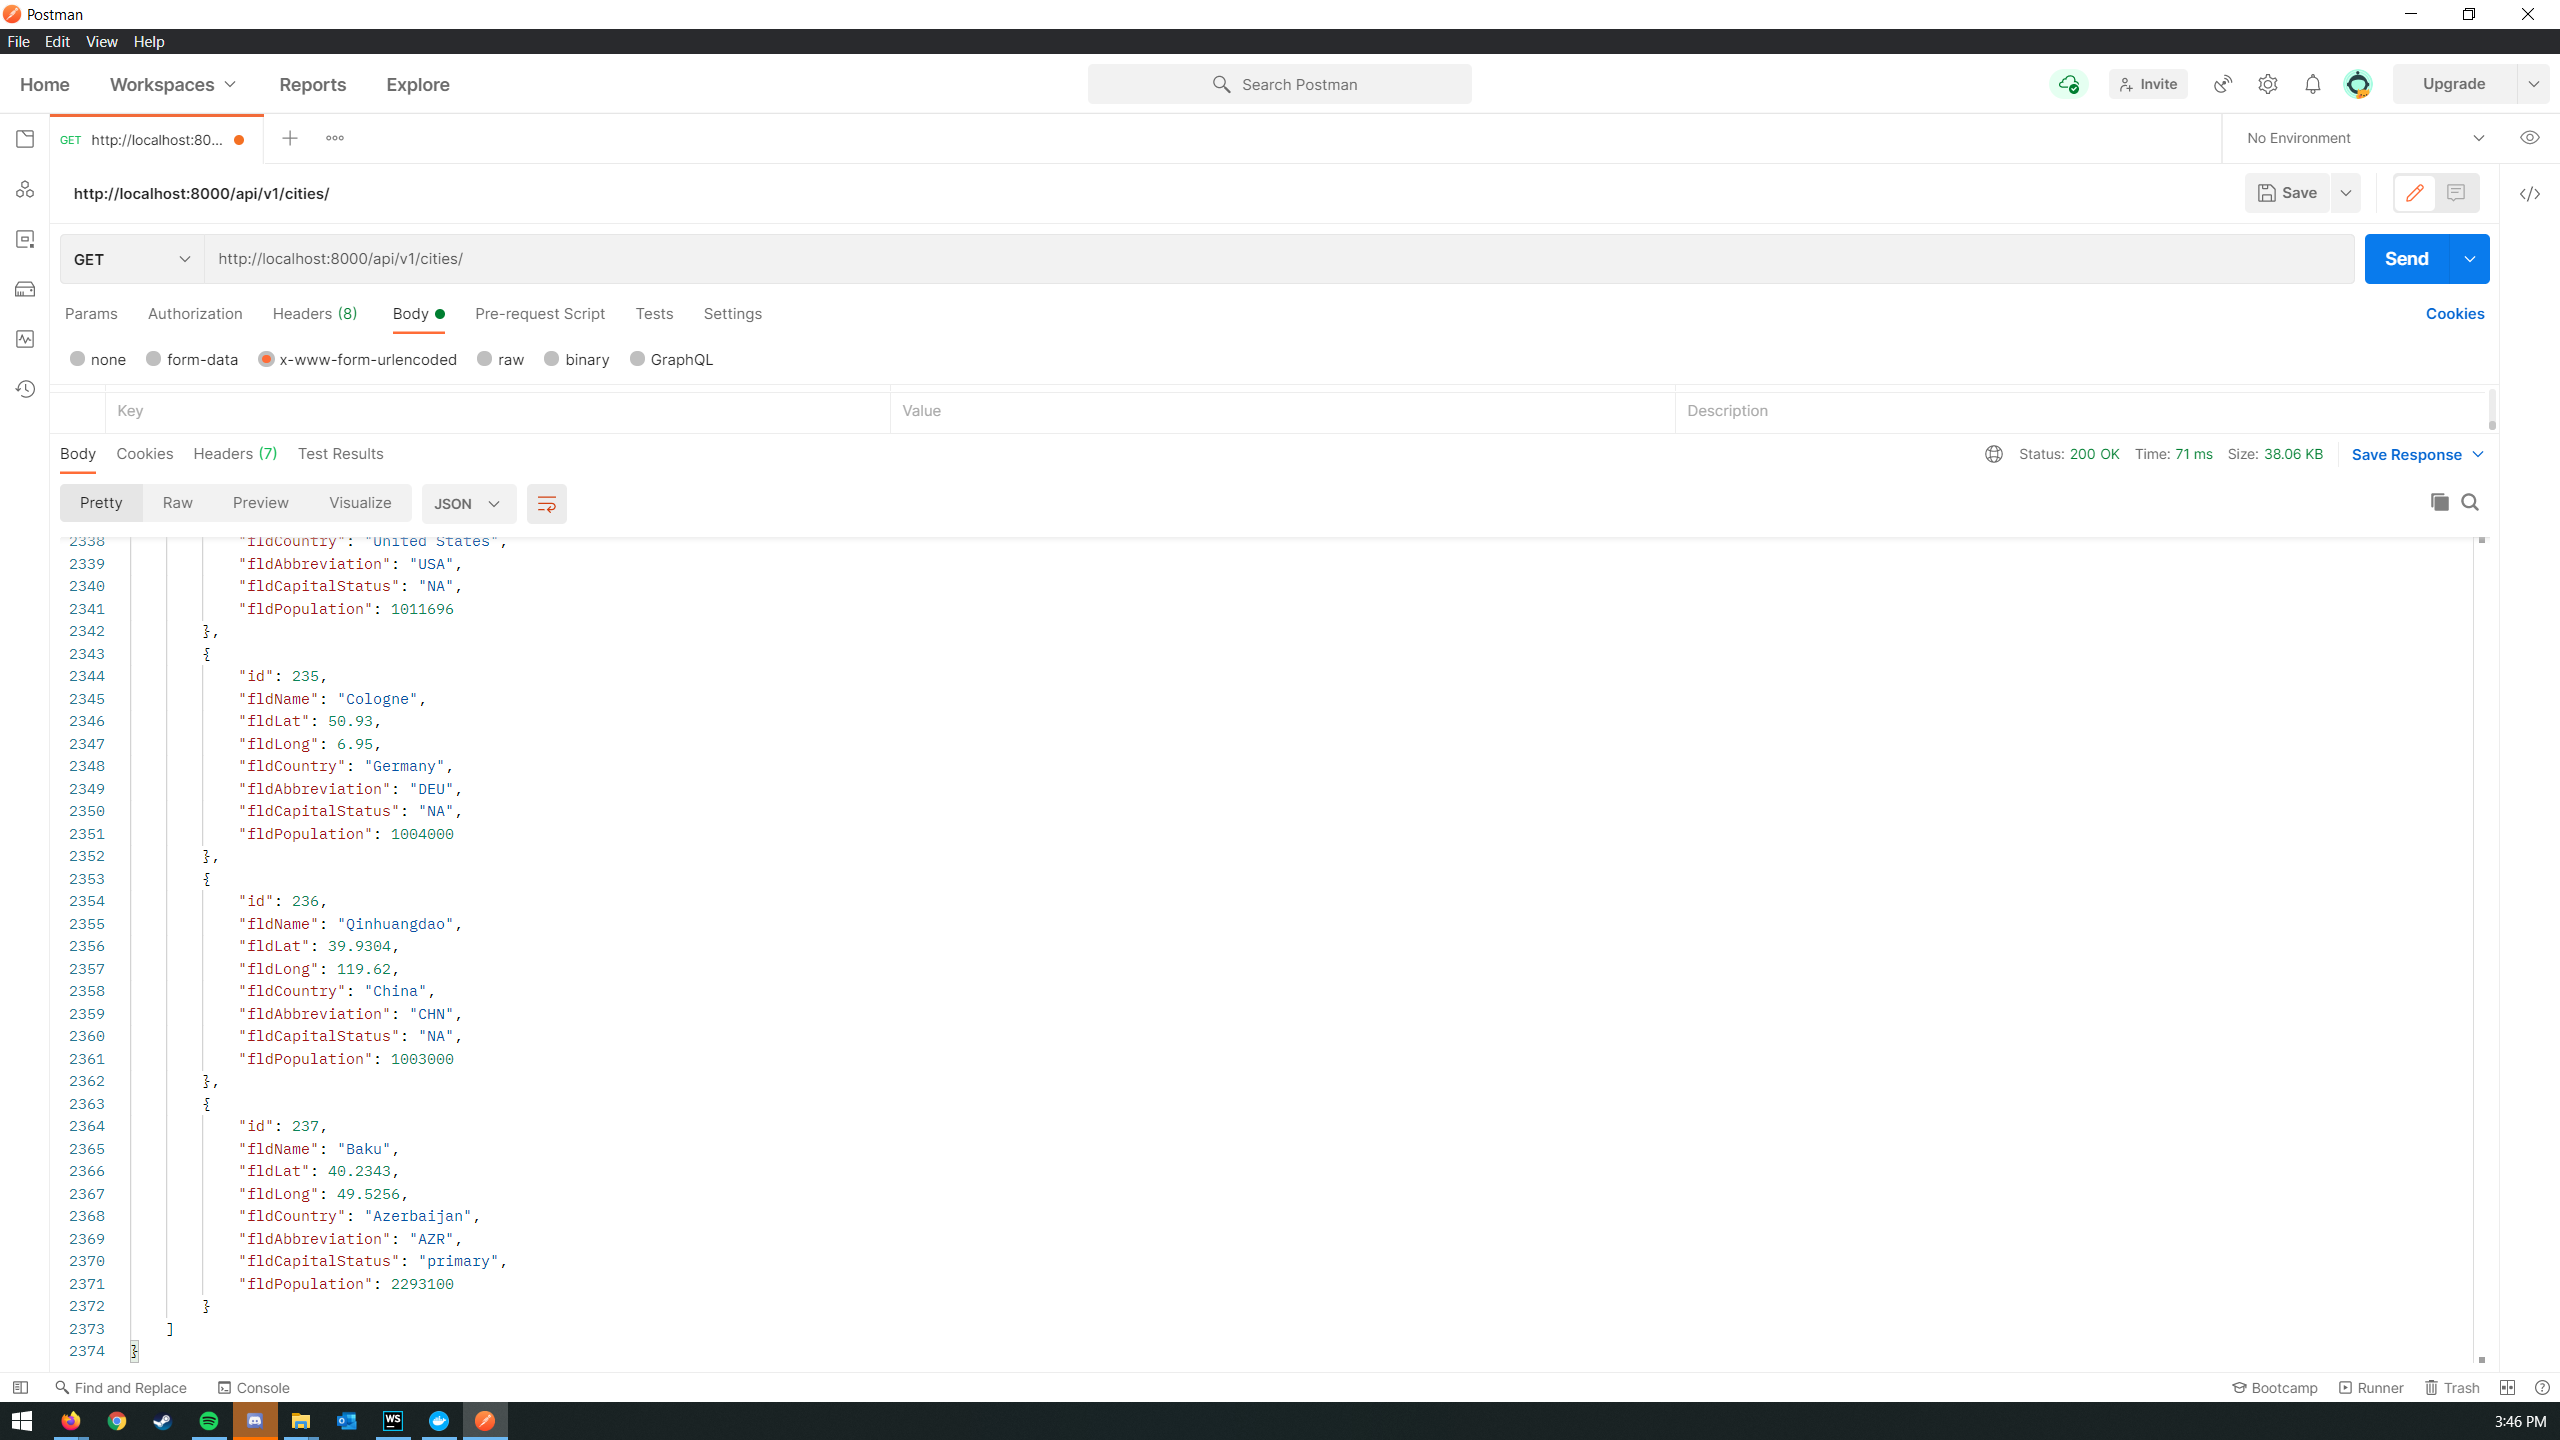 Postman
File Edit View Help
Home Workspaces Reports Explore Search Postman Invite Upgrade
GET http://localhost:80... No Environment
http://localhost:8000/api/v1/cities/ Save
GET http://localhost:8000/api/v1/cities/ Send
Params Authorization Headers (8) Body Pre-request Script Tests Settings Cookies
none form-data x-www-form-urlencoded raw binary GraphQL
Key Value Description
Body Cookies Headers (7) Test Results Status: 200 OK Time: 71 ms Size: 38.06 KB Save Response
Pretty Raw Preview Visualize JSON
2338 "fldCountry": "United States",
2339 "fldAbbreviation": "USA",
2340 "fldCapitalStatus": "NA",
2341 "fldPopulation": 1011696
2342 },
2343 {
2344 "id": 235,
2345 "fldName": "Cologne",
2346 "fldLat": 50.93,
2347 "fldLong": 6.95,
2348 "fldCountry": "Germany",
2349 "fldAbbreviation": "DEU",
2350 "fldCapitalStatus": "NA",
2351 "fldPopulation": 1004000
2352 },
2353 {
2354 "id": 236,
2355 "fldName": "Qinhuangdao",
2356 "fldLat": 39.9304,
2357 "fldLong": 119.62,
2358 "fldCountry": "China",
2359 "fldAbbreviation": "CHN",
2360 "fldCapitalStatus": "NA",
2361 "fldPopulation": 1003000
2362 },
2363 {
2364 "id": 237,
2365 "fldName": "Baku",
2366 "fldLat": 40.2343,
2367 "fldLong": 49.5256,
2368 "fldCountry": "Azerbaijan",
2369 "fldAbbreviation": "AZR",
2370 "fldCapitalStatus": "primary",
2371 "fldPopulation": 2293100
2372 }
2373 ]
2374 }
Find and Replace Console Bootcamp Runner Trash
WS 3:46 PM